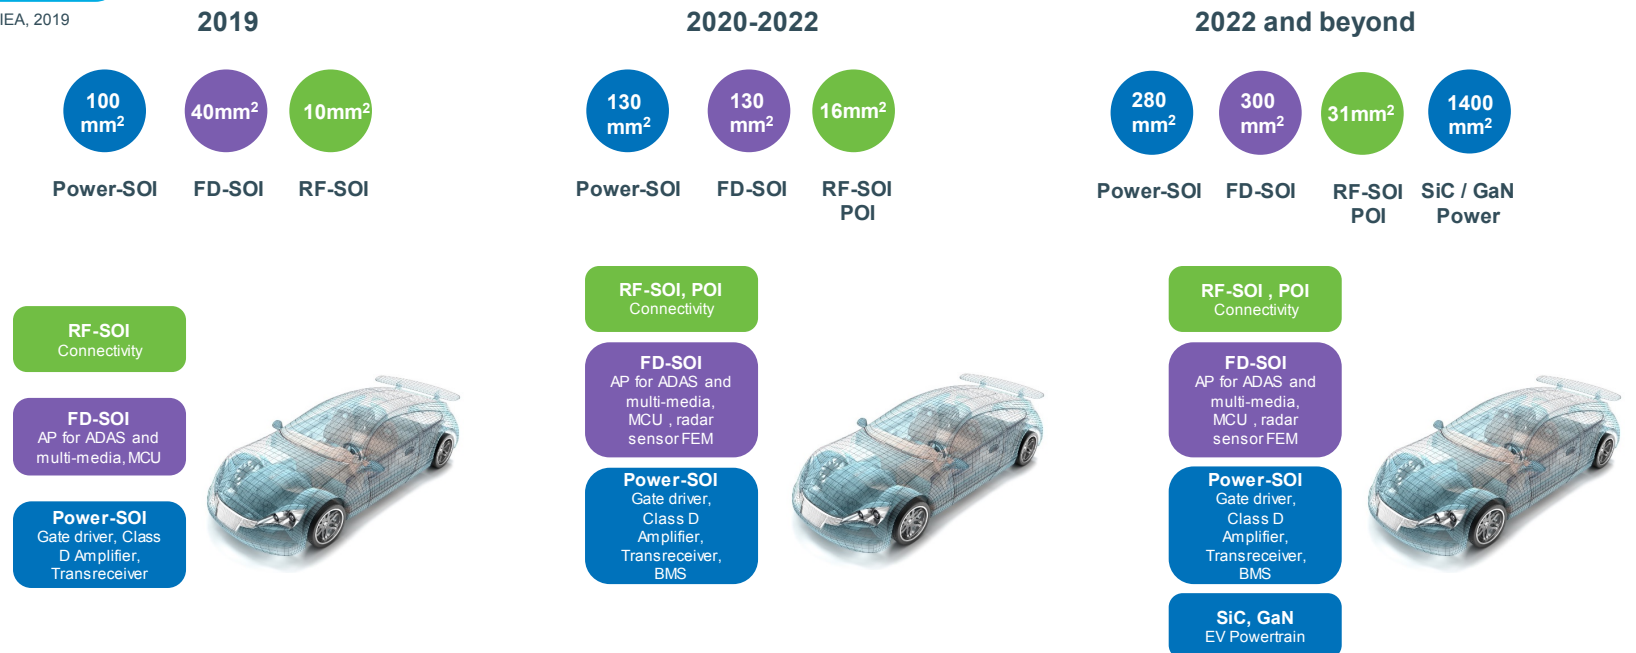 IEA, 2019
2019
100
mm²
40mm²
10mm²
Power-SOI
FD-SOI
RF-SOI
RF-SOI
Connectivity
FD-SOI
AP for ADAS and
multi-media, MCU
Power-SOI
Gate driver, Class
D Amplifier,
Transreceiver
2020-2022
130
mm²
130
mm²
16mm²
Power-SOI
FD-SOI
RF-SOI
POI
RF-SOI, POI
Connectivity
FD-SOI
AP for ADAS and
multi-media,
MCU , radar
sensor FEM
Power-SOI
Gate driver,
Class D
Amplifier,
Transreceiver,
BMS
2022 and beyond
280
mm²
300
mm²
31mm²
1400
mm²
Power-SOI
FD-SOI
RF-SOI
POI
SiC / GaN
Power
RF-SOI , POI
Connectivity
FD-SOI
AP for ADAS and
multi-media,
MCU , radar
sensor FEM
Power-SOI
Gate driver,
Class D
Amplifier,
Transreceiver,
BMS
SiC, GaN
EV Powertrain